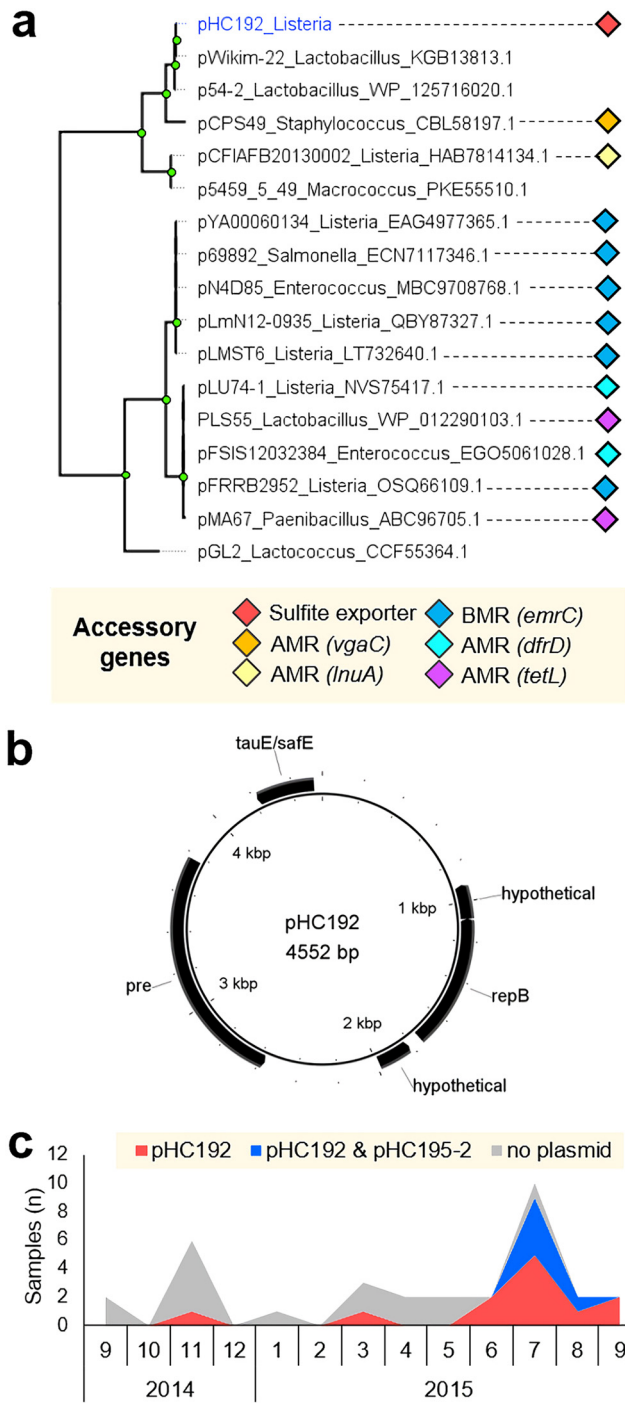 a
pHC192_Listeria
pWikim-22_Lactobacillus_KGB13813.1
p54-2_Lactobacillus_WP_125716020.1
pCPS49_Staphylococcus_CBL58197.1
pCFIAFB20130002_Listeria_HAB7814134.1
p5459_5_49_Macrococcus_PKE55510.1
pYA00060134_Listeria_EAG4977365.1
p69892_Salmonella_ECN7117346.1
pN4D85_Enterococcus_MBC9708768.1
pLmN12-0935_Listeria_QBY87327.1
pLMST6_Listeria_LT732640.1
pLU74-1_Listeria_NVS75417.1
PLS55_Lactobacillus_WP_012290103.1
pFSIS12032384_Enterococcus_EGO5061028.1
pFRRB2952_Listeria_OSQ66109.1
pMA67_Paenibacillus_ABC96705.1
pGL2_Lactococcus_CCF55364.1
Accessory genes
Sulfite exporter
AMR (vgaC)
AMR (lnuA)
BMR (emrC)
AMR (dfrD)
AMR (tetL)
b
tauE/safE
4 kbp
hypothetical
1 kbp
pHC192
4552 bp
pre
3 kbp
repB
2 kbp
hypothetical
c
pHC192 pHC192 & pHC195-2 no plasmid
Samples (n)
12
10
8
6
4
2
0
9 10 11 12 1 2 3 4 5 6 7 8 9
2014 2015